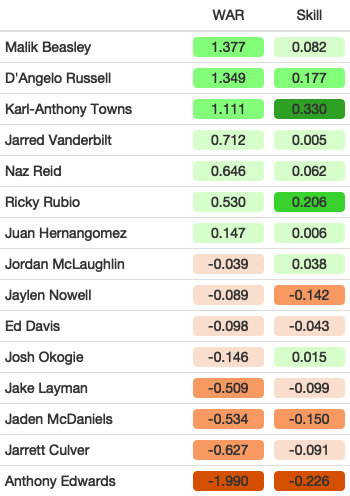 WAR Skill
Malik Beasley 1.377 0.082
D'Angelo Russell 1.349 0.177
Karl-Anthony Towns 1.111 0.330
Jarred Vanderbilt 0.712 0.005
Naz Reid 0.646 0.062
Ricky Rubio 0.530 0.206
Juan Hernangomez 0.147 0.006
Jordan McLaughlin -0.039 0.038
Jaylen Nowell -0.089 -0.142
Ed Davis -0.098 -0.043
Josh Okogie -0.146 0.015
Jake Layman -0.509 -0.099
Jaden McDaniels -0.534 -0.150
Jarrett Culver -0.627 -0.091
Anthony Edwards -1.990 -0.226